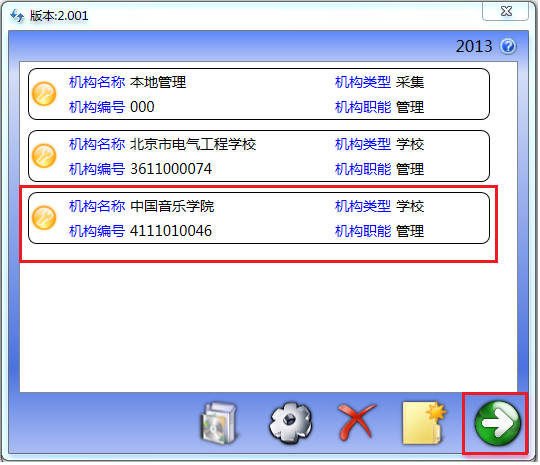 版本:2.001
2013
机构名称 本地管理 机构类型 采集
机构编号 000 机构职能 管理
机构名称 北京市电气工程学校 机构类型 学校
机构编号 3611000074 机构职能 管理
机构名称 中国音乐学院 机构类型 学校
机构编号 4111010046 机构职能 管理